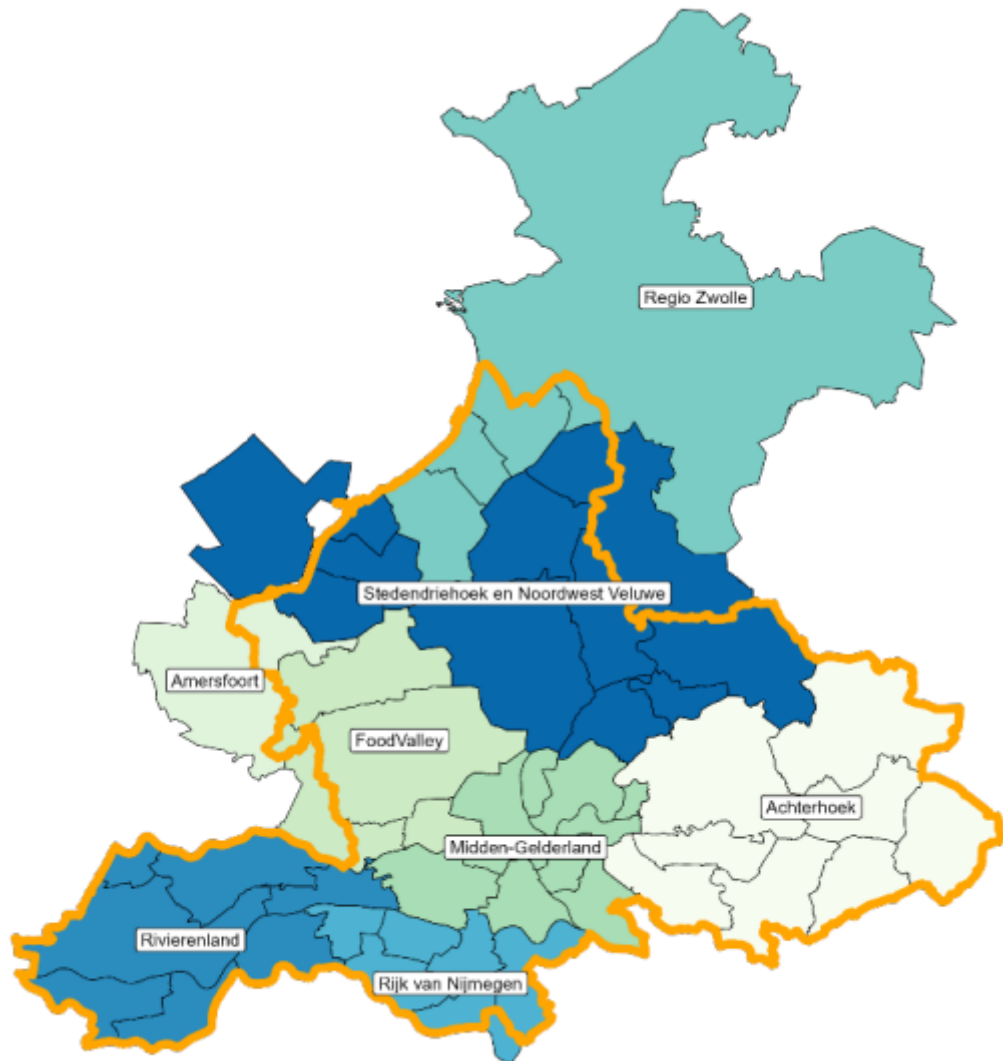 Regio Zwolle
Stedendriehoek en Noordwest Veluwe
Amersfoort
FoodValley
Achterhoek
Midden-Gelderland
Rivierenland
Rijk van Nijmegen